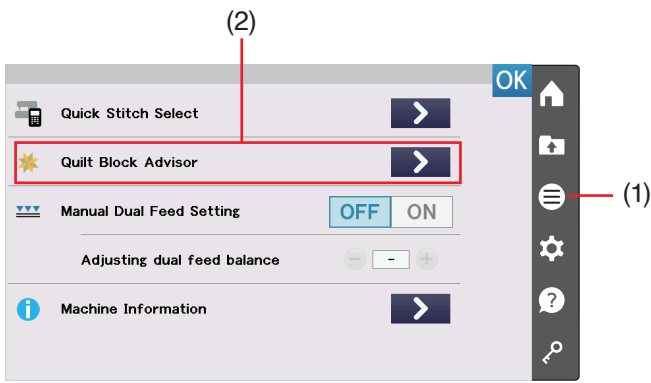 (2)
OK
Quick Stitch Select
Quilt Block Advisor
(1)
Manual Dual Feed Setting OFF ON
Adjusting dual feed balance − - +
Machine Information